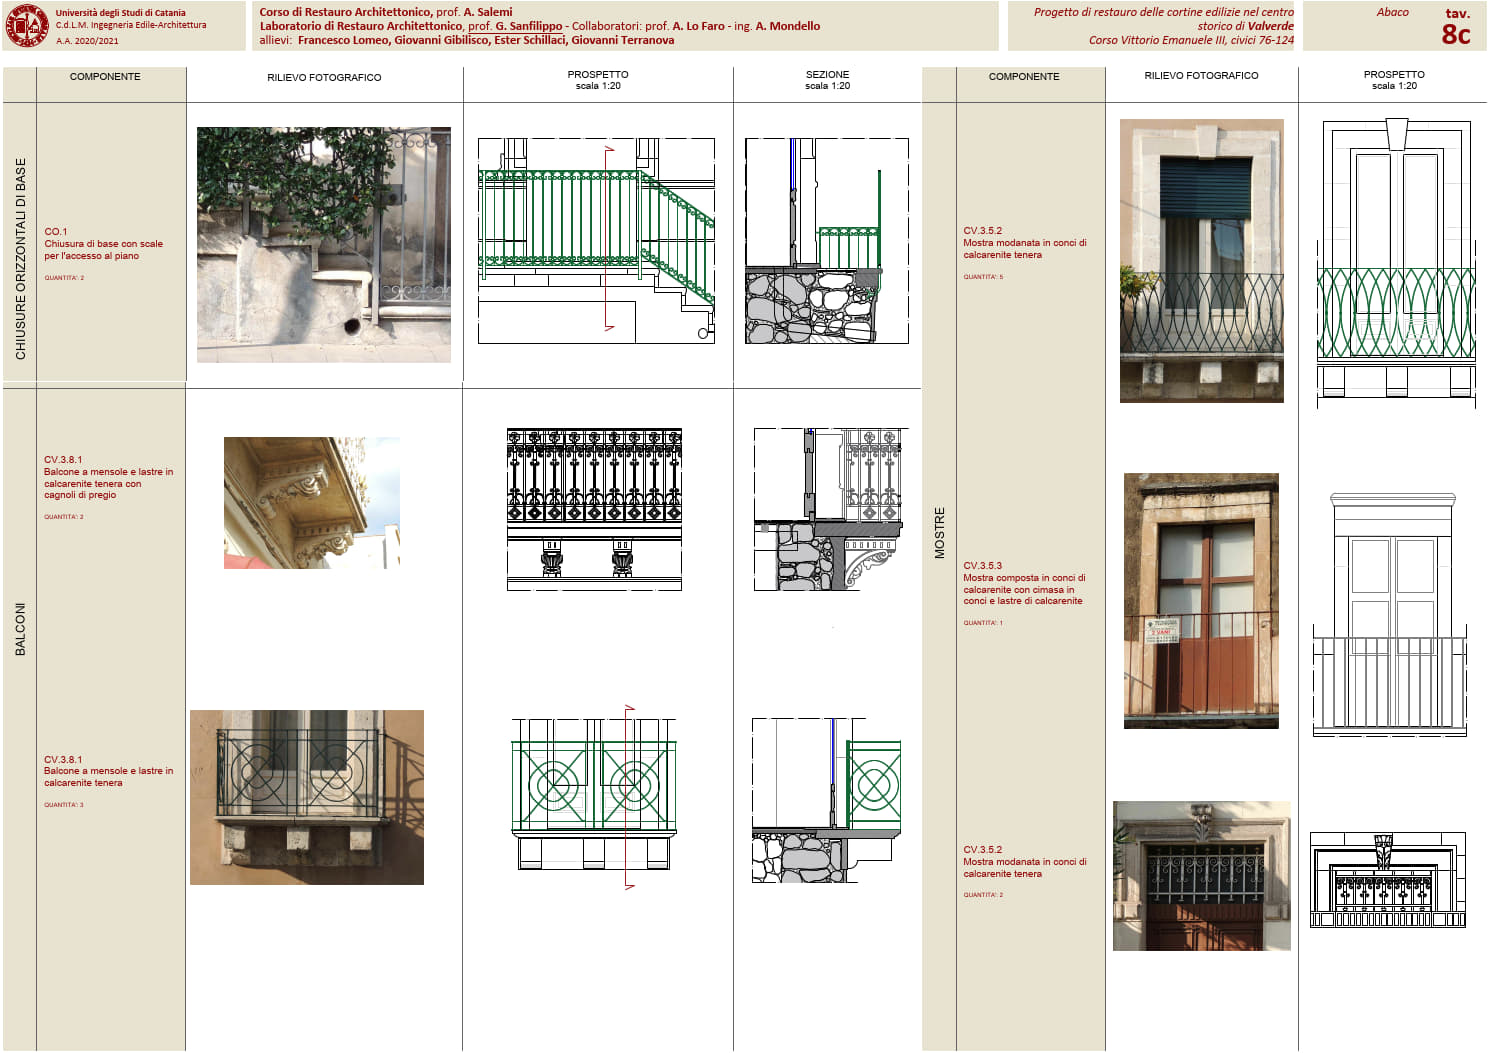 Università degli Studi di Catania
C.d.L.M. Ingegneria Edile-Architettura
A.A. 2020/2021
Corso di Restauro Architettonico, prof. A. Salemi
Laboratorio di Restauro Architettonico, prof. G. Sanfilippo - Collaboratori: prof. A. Lo Faro - ing. A. Mondello
allievi: Francesco Lomeo, Giovanni Gibilisco, Ester Schillaci, Giovanni Terranova
Progetto di restauro delle cortine edilizie nel centro
storico di Valverde
Corso Vittorio Emanuele III, civici 76-124
Abaco
tav.
8c
COMPONENTE
RILIEVO FOTOGRAFICO
PROSPETTO
scala 1:20
SEZIONE
scala 1:20
COMPONENTE
RILIEVO FOTOGRAFICO
PROSPETTO
scala 1:20
CHIUSURE ORIZZONTALI DI BASE
CO.1
Chiusura di base con scale
per l'accesso al piano
QUANTITA': 2
BALCONI
CV.3.8.1
Balcone a mensole e lastre in
calcarenite tenera con
cagnoli di pregio
QUANTITA': 2
CV.3.8.1
Balcone a mensole e lastre in
calcarenite tenera
QUANTITA': 3
MOSTRE
CV.3.5.2
Mostra modanata in conci di
calcarenite tenera
QUANTITA': 5
CV.3.5.3
Mostra composta in conci di
calcarenite con cimasa in
conci e lastre di calcarenite
QUANTITA': 1
2 VANI
CV.3.5.2
Mostra modanata in conci di
calcarenite tenera
QUANTITA': 2